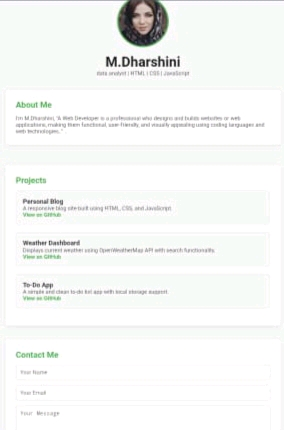 M.Dharshini
data analyst | HTML | CSS | JavaScript
About Me
I'm M.Dharshini, "A Web Developer is a professional who designs and builds websites or web
applications, making them functional, user-friendly, and visually appealing using coding languages and
web technologies. "
Projects
Personal Blog
A responsive blog site built using HTML, CSS, and JavaScript.
View on GitHub
Weather Dashboard
Displays current weather using OpenWeatherMap API with search functionality.
View on GitHub
To-Do App
A simple and clean to-do list app with local storage support.
View on GitHub
Contact Me
Your Name
Your Email
Your Message